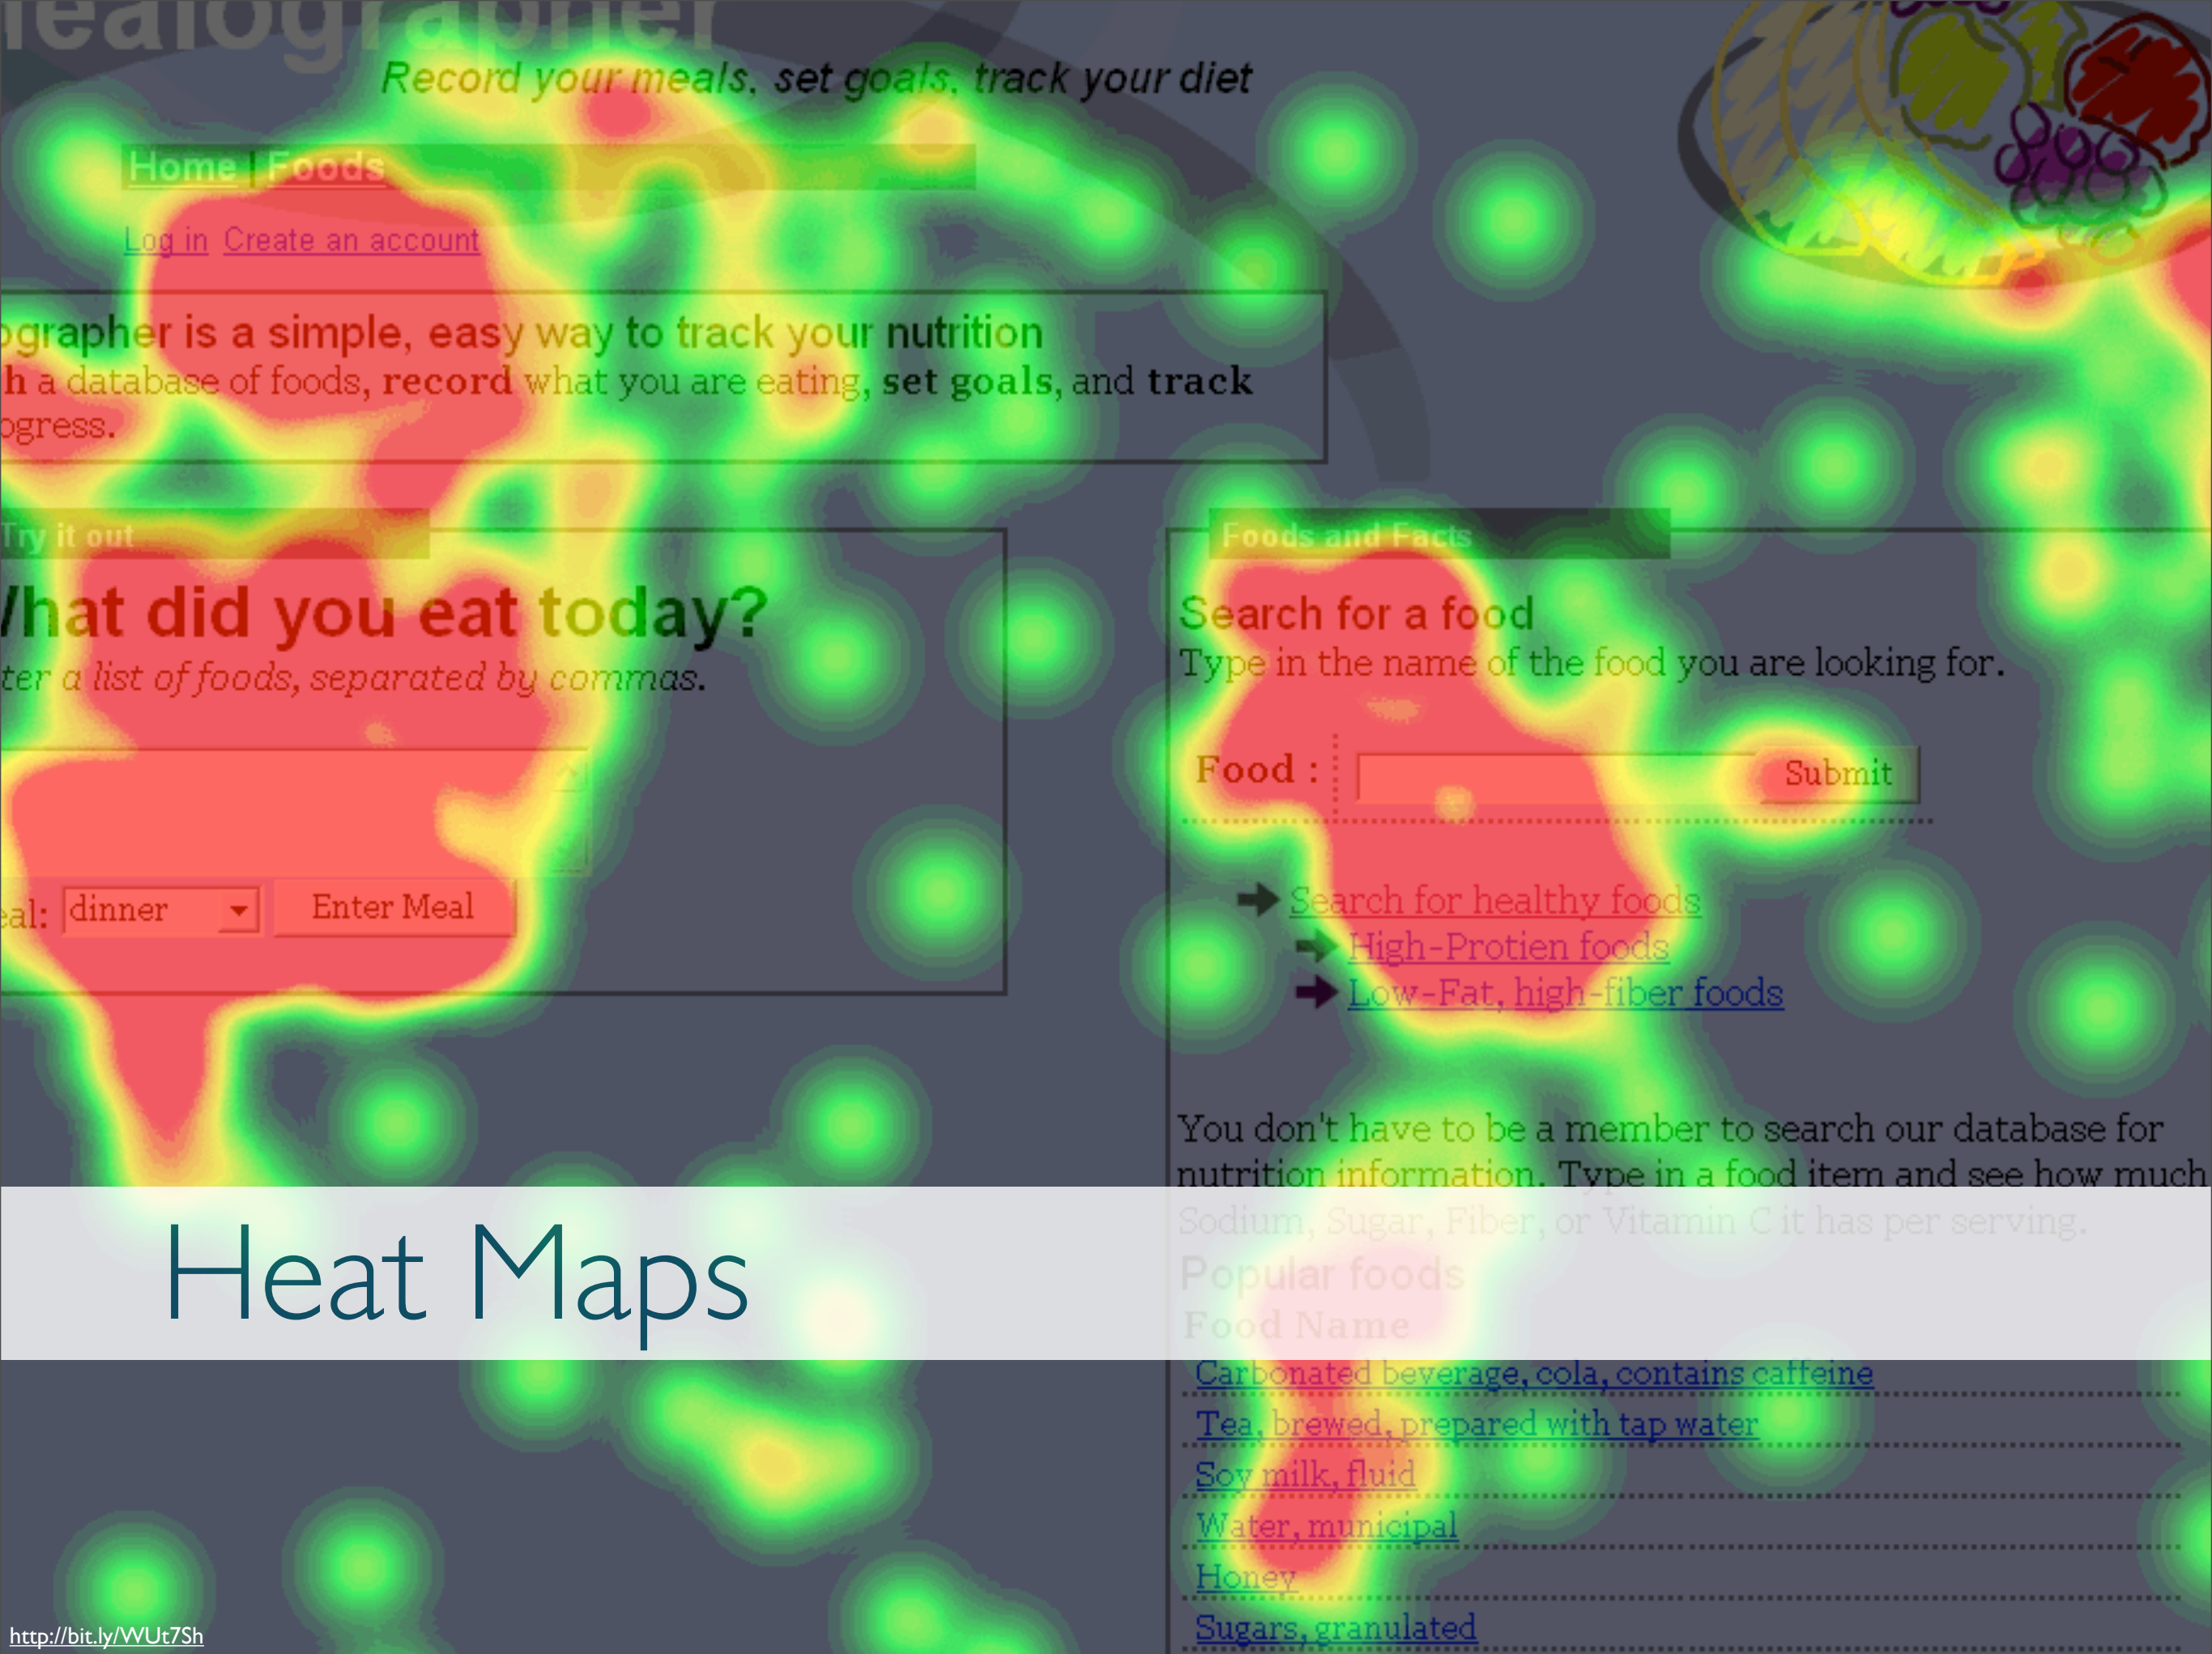 ealographer
Record your meals, set goals, track your diet
Home | Foods
Log in Create an account
ographer is a simple, easy way to track your nutrition
h a database of foods, record what you are eating, set goals, and track
ogress.
Try it out
What did you eat today?
ter a list of foods, separated by commas.
eal: dinner Enter Meal
Foods and Facts
Search for a food
Type in the name of the food you are looking for.
Food : Submit
Search for healthy foods
High-Protien foods
Low-Fat, high-fiber foods
You don't have to be a member to search our database for
nutrition information. Type in a food item and see how much
Sodium, Sugar, Fiber, or Vitamin C it has per serving.
Popular foods
Food Name
Heat Maps
Carbonated beverage, cola, contains caffeine
Tea, brewed, prepared with tap water
Soy milk, fluid
Water, municipal
Honey
Sugars, granulated
http://bit.ly/WUt7Sh